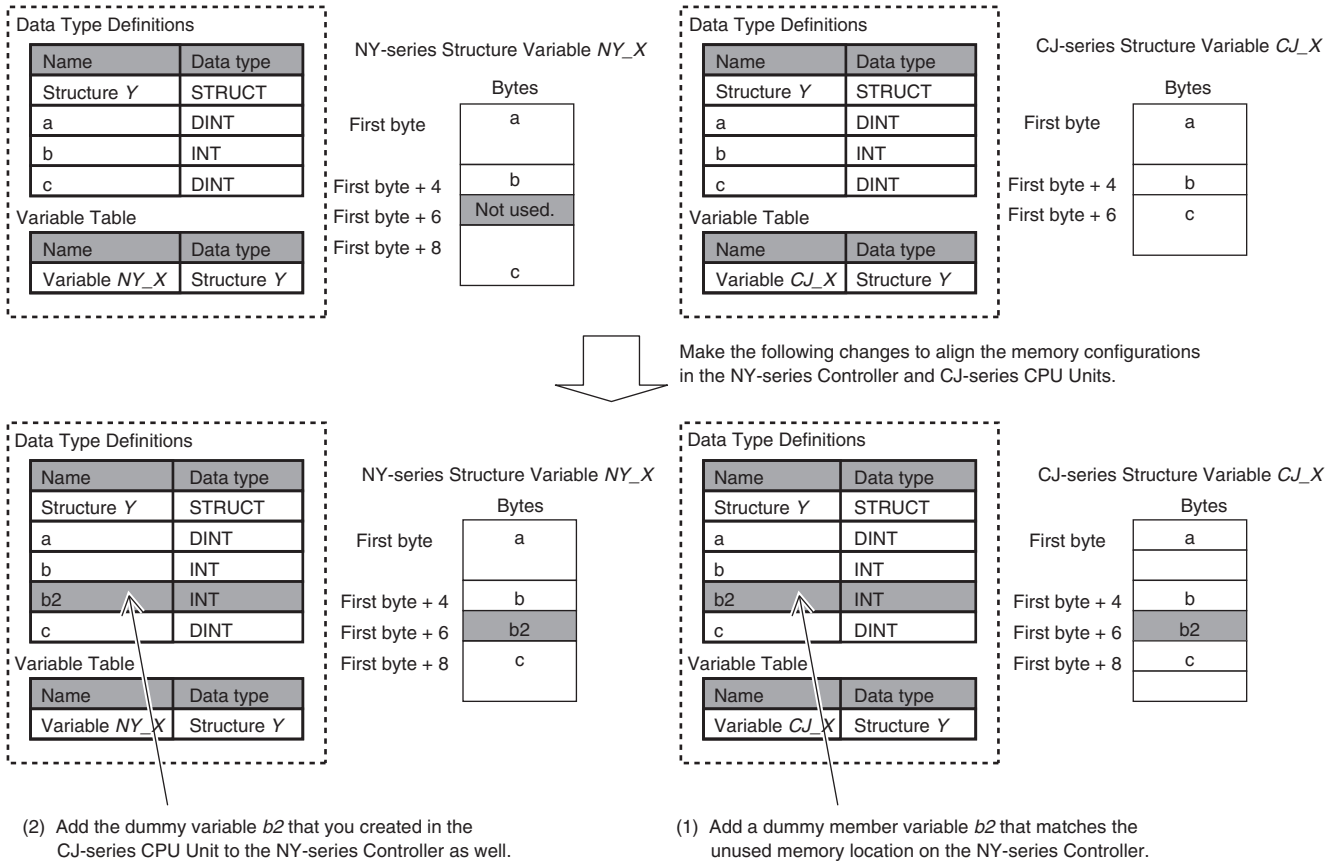 Data Type Definitions
Name Data type
Structure Y STRUCT
a DINT
b INT
c DINT
Variable Table
Name Data type
Variable NY_X Structure Y
NY-series Structure Variable NY_X
Bytes
First byte a
First byte + 4 b
First byte + 6 Not used.
First byte + 8
c
Data Type Definitions
Name Data type
Structure Y STRUCT
a DINT
b INT
c DINT
Variable Table
Name Data type
Variable CJ_X Structure Y
CJ-series Structure Variable CJ_X
Bytes
First byte a
First byte + 4 b
First byte + 6 c
Make the following changes to align the memory configurations
in the NY-series Controller and CJ-series CPU Units.
Data Type Definitions
Name Data type
Structure Y STRUCT
a DINT
b INT
b2 INT
c DINT
Variable Table
Name Data type
Variable NY_X Structure Y
NY-series Structure Variable NY_X
Bytes
First byte a
First byte + 4 b
First byte + 6 b2
First byte + 8 c
(2) Add the dummy variable b2 that you created in the
CJ-series CPU Unit to the NY-series Controller as well.
Data Type Definitions
Name Data type
Structure Y STRUCT
a DINT
b INT
b2 INT
c DINT
Variable Table
Name Data type
Variable CJ_X Structure Y
CJ-series Structure Variable CJ_X
Bytes
First byte a
First byte + 4 b
First byte + 6 b2
First byte + 8 c
(1) Add a dummy member variable b2 that matches the
unused memory location on the NY-series Controller.